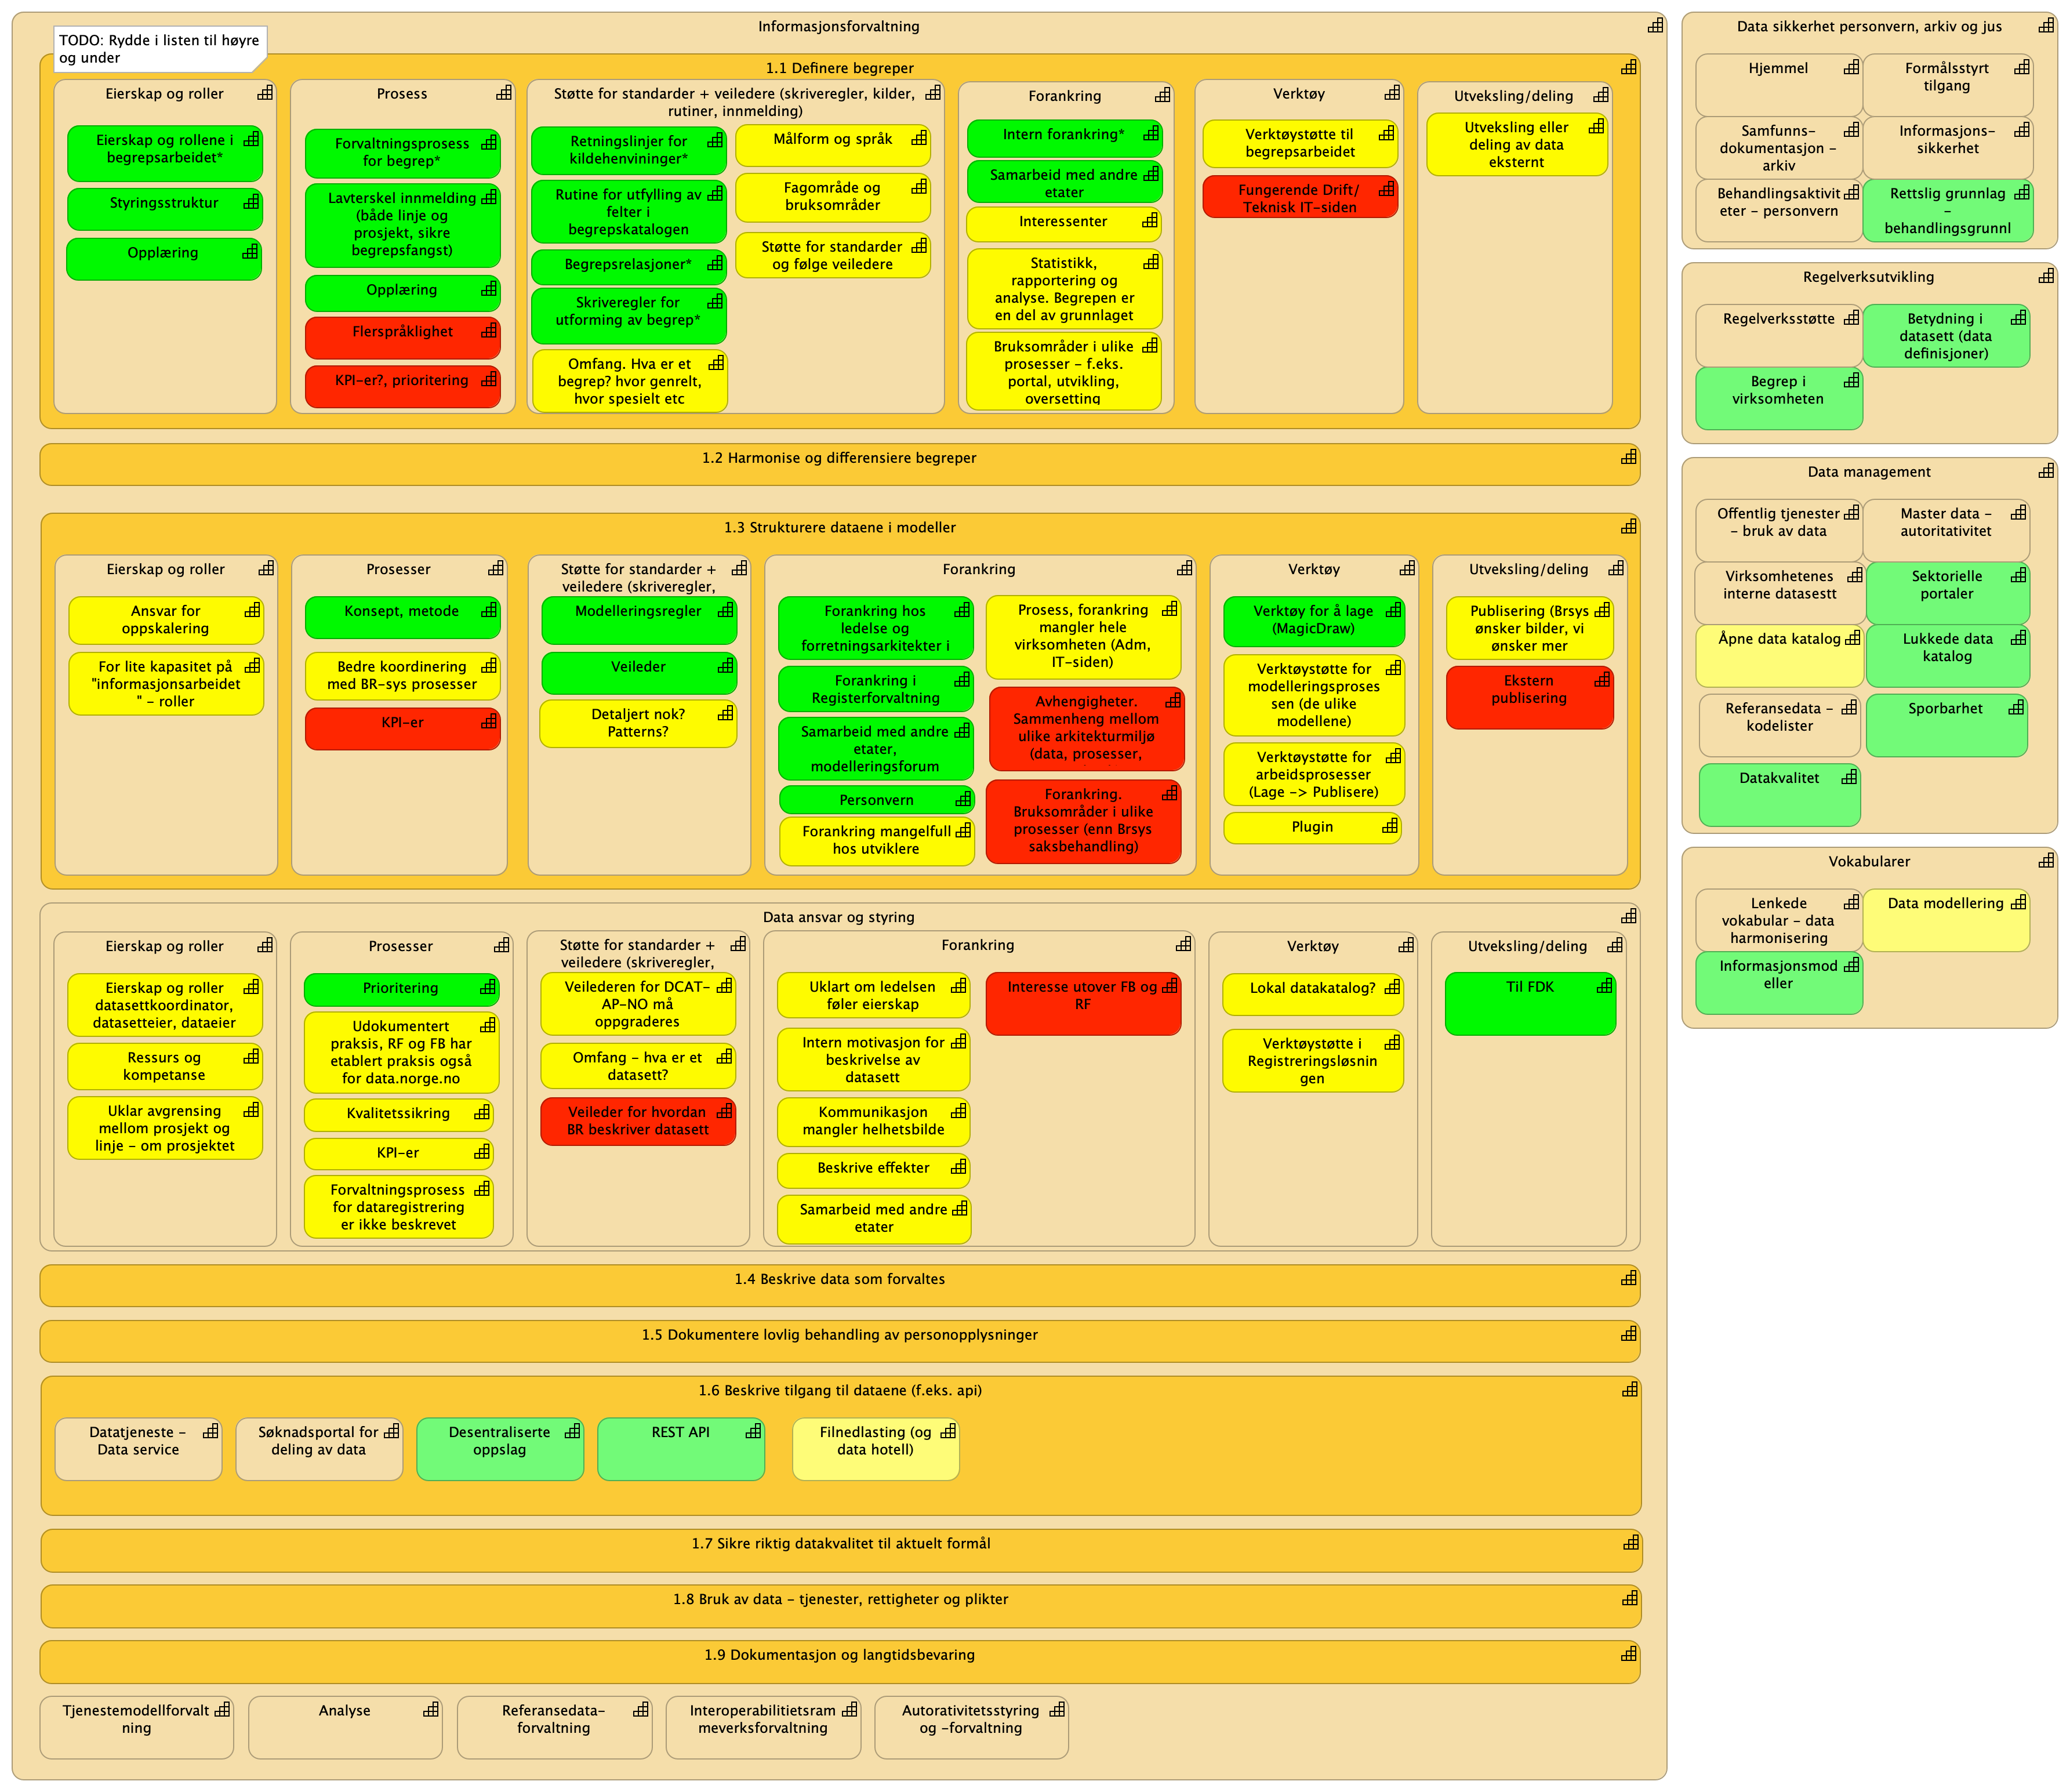 Informasjonsforvaltning
TODO: Rydde i listen til høyre
og under
1.1 Definere begreper
Eierskap og roller
Eierskap og rollene i
begrepsarbeidet*
Styringsstruktur
Opplæring
Prosess
Forvaltningsprosess
for begrep*
Lavterskel innmelding
(både linje og
prosjekt, sikre
begrepsfangst)
Opplæring
Flerspråklighet
KPI-er?, prioritering
Støtte for standarder + veiledere (skriveregler, kilder,
rutiner, innmelding)
Retningslinjer for
kildehenvininger*
Rutine for utfylling av
felter i
begrepskatalogen
Begrepsrelasjoner*
Skriveregler for
utforming av begrep*
Omfang. Hva er et
begrep? hvor genrelt,
hvor spesielt etc
Målform og språk
Fagområde og
bruksområder
Støtte for standarder
og følge veiledere
Forankring
Intern forankring*
Samarbeid med andre
etater
Interessenter
Statistikk,
rapportering og
analyse. Begrepen er
en del av grunnlaget
Bruksområder i ulike
prosesser – f.eks.
portal, utvikling,
oversetting
Verktøy
Verktøystøtte til
begrepsarbeidet
Fungerende Drift/
Teknisk IT-siden
Utveksling/deling
Utveksling eller
deling av data
eksternt
1.2 Harmonise og differensiere begreper
1.3 Strukturere dataene i modeller
Eierskap og roller
Ansvar for
oppskalering
For lite kapasitet på
"informasjonsarbeidet
" – roller
Prosesser
Konsept, metode
Bedre koordinering
med BR-sys prosesser
KPI-er
Støtte for standarder +
veiledere (skriveregler,
Modelleringsregler
Veileder
Detaljert nok?
Patterns?
Forankring
Forankring hos
ledelse og
forretningsarkitekter i
Forankring i
Registerforvaltning
Samarbeid med andre
etater,
modelleringsforum
Personvern
Forankring mangelfull
hos utviklere
Prosess, forankring
mangler hele
virksomheten (Adm,
IT-siden)
Avhengigheter.
Sammenheng mellom
ulike arkitekturmiljø
(data, prosesser,
Forankring.
Bruksområder i ulike
prosesser (enn Brsys
saksbehandling)
Verktøy
Verktøy for å lage
(MagicDraw)
Verktøystøtte for
modelleringsproses
sen (de ulike
modellene)
Verktøystøtte for
arbeidsprosesser
(Lage -> Publisere)
Plugin
Utveksling/deling
Publisering (Brsys
ønsker bilder, vi
ønsker mer
Ekstern
publisering
Data ansvar og styring
Eierskap og roller
Eierskap og roller
datasettkoordinator,
datasetteier, dataeier
Ressurs og
kompetanse
Uklar avgrensing
mellom prosjekt og
linje – om prosjektet
Prosesser
Prioritering
Udokumentert
praksis, RF og FB har
etablert praksis også
for data.norge.no
Kvalitetssikring
KPI-er
Forvaltningsprosess
for dataregistrering
er ikke beskrevet
Støtte for standarder +
veiledere (skriveregler,
Veilederen for DCAT-
AP-NO må
oppgraderes
Omfang – hva er et
datasett?
Veileder for hvordan
BR beskriver datasett
Forankring
Uklart om ledelsen
føler eierskap
Intern motivasjon for
beskrivelse av
datasett
Kommunikasjon
mangler helhetsbilde
Beskrive effekter
Samarbeid med andre
etater
Interesse utover FB og
RF
Verktøy
Lokal datakatalog?
Verktøystøtte i
Registreringsløsnin
gen
Utveksling/deling
Til FDK
1.4 Beskrive data som forvaltes
1.5 Dokumentere lovlig behandling av personopplysninger
1.6 Beskrive tilgang til dataene (f.eks. api)
Datatjeneste –
Data service
Søknadsportal for
deling av data
Desentraliserte
oppslag
REST API
Filnedlasting (og
data hotell)
1.7 Sikre riktig datakvalitet til aktuelt formål
1.8 Bruk av data – tjenester, rettigheter og plikter
1.9 Dokumentasjon og langtidsbevaring
Tjenestemodellforvalt
ning
Analyse
Referansedata-
forvaltning
Interoperabilitietsram
meverksforvaltning
Autorativitetsstyring
og -forvaltning
Data sikkerhet personvern, arkiv og jus
Hjemmel
Formålsstyrt
tilgang
Samfunns-
dokumentasjon –
arkiv
Informasjons-
sikkerhet
Behandlingsaktivit
eter – personvern
Rettslig grunnlag
–
behandlingsgrunnl
Regelverksutvikling
Regelverksstøtte
Betydning i
datasett (data
definisjoner)
Begrep i
virksomheten
Data management
Offentlig tjenester
– bruk av data
Master data –
autoritativitet
Virksomhetenes
interne datasestt
Sektorielle
portaler
Åpne data katalog
Lukkede data
katalog
Referansedata –
kodelister
Sporbarhet
Datakvalitet
Vokabularer
Lenkede
vokabular – data
harmonisering
Data modellering
Informasjonsmod
eller